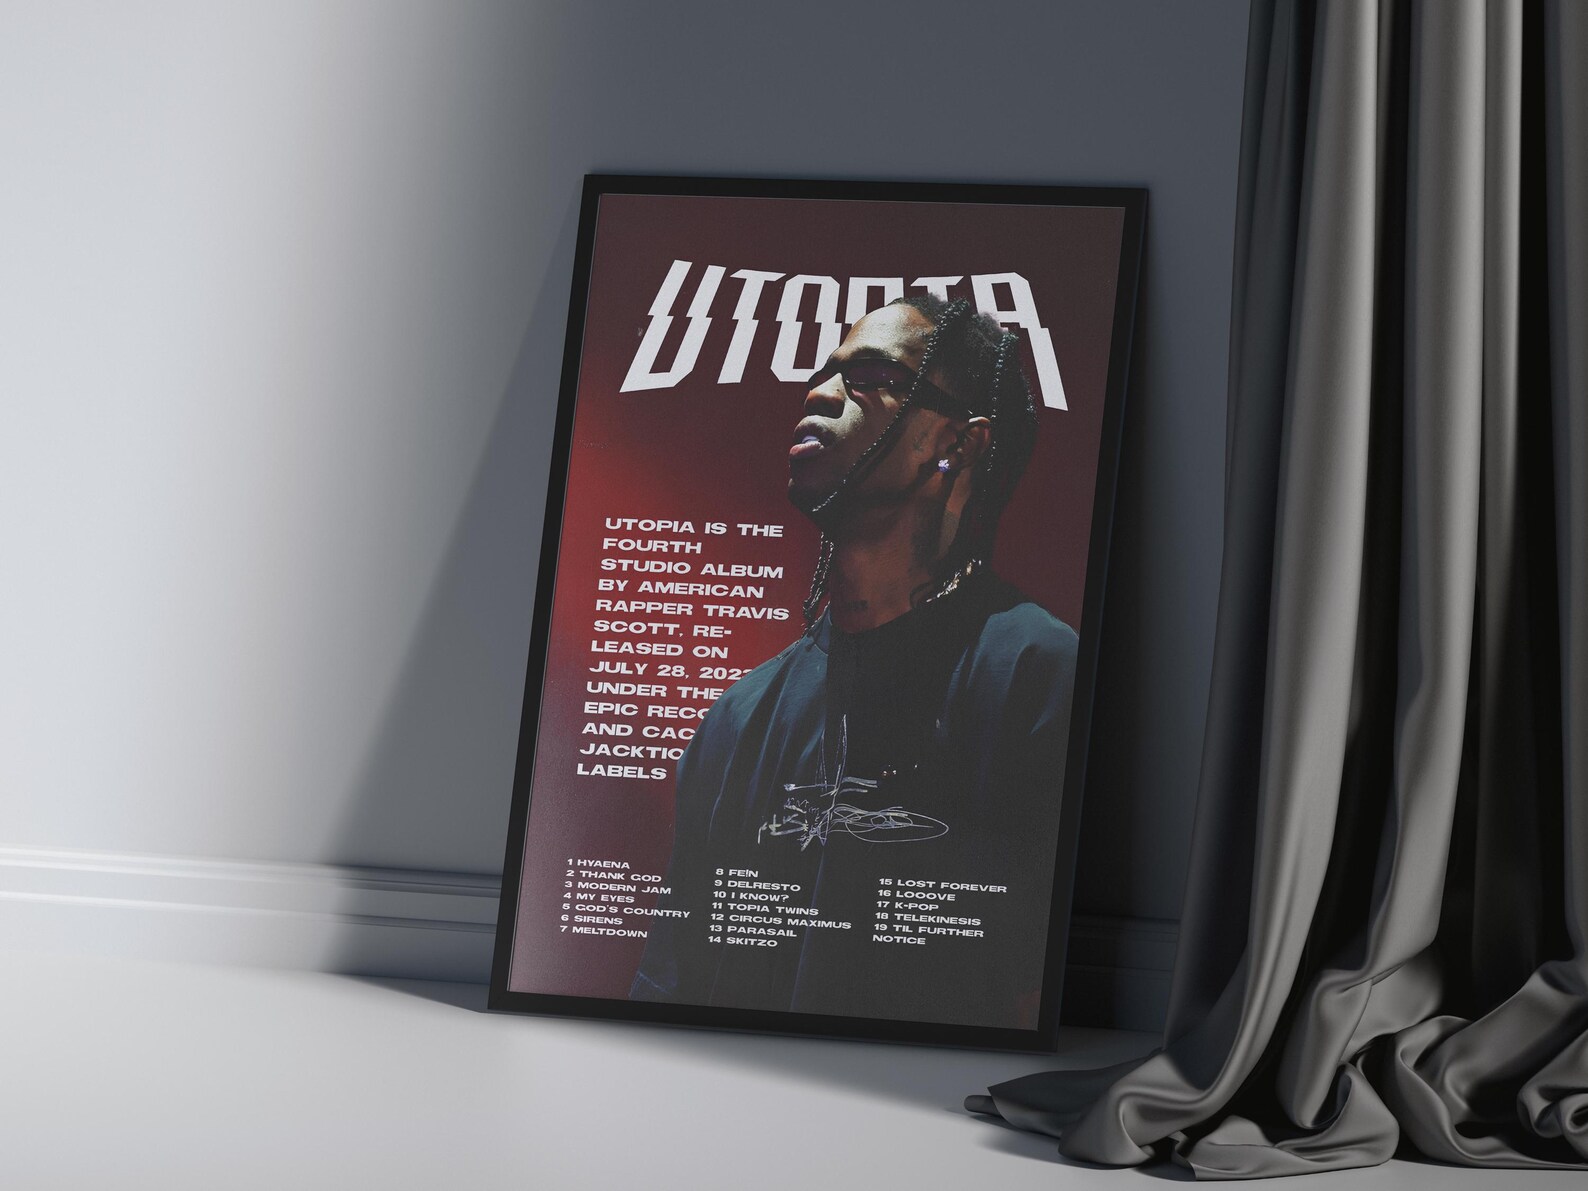 UTOPIA
UTOPIA IS THE
FOURTH
STUDIO ALBUM
BY AMERICAN
RAPPER TRAVIS
SCOTT, RE-
LEASED ON
JULY 28, 2023
UNDER THE
EPIC
AND
LABELS
1 HYAENA
2 THANK GOD
3 MODERN JAM
4 MY EYES
5 GOD'S COUNTRY
6 SIRENS
7 MELTDOWN
8 FE!N
9 DELRESTO
10 I KNOW?
11 TOPIA TWINS
12 CIRCUS MAXIMUS
13 PARASAIL
14 SKITZO
15 LOST FOREVER
16 LOOOVE
17 K-POP
18 TELEKINESIS
19 TIL FURTHER
NOTICE